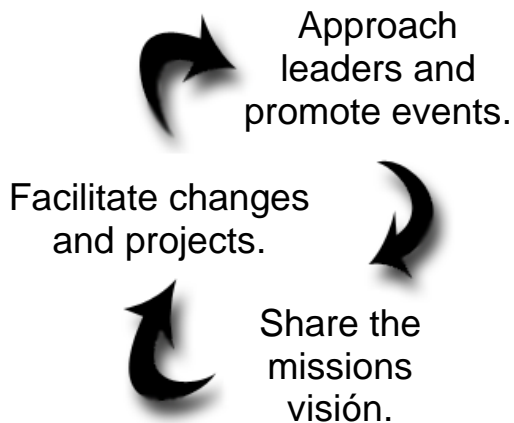 Approach
leaders and
promote events.
Facilitate changes
and projects.
Share the
missions
visión.